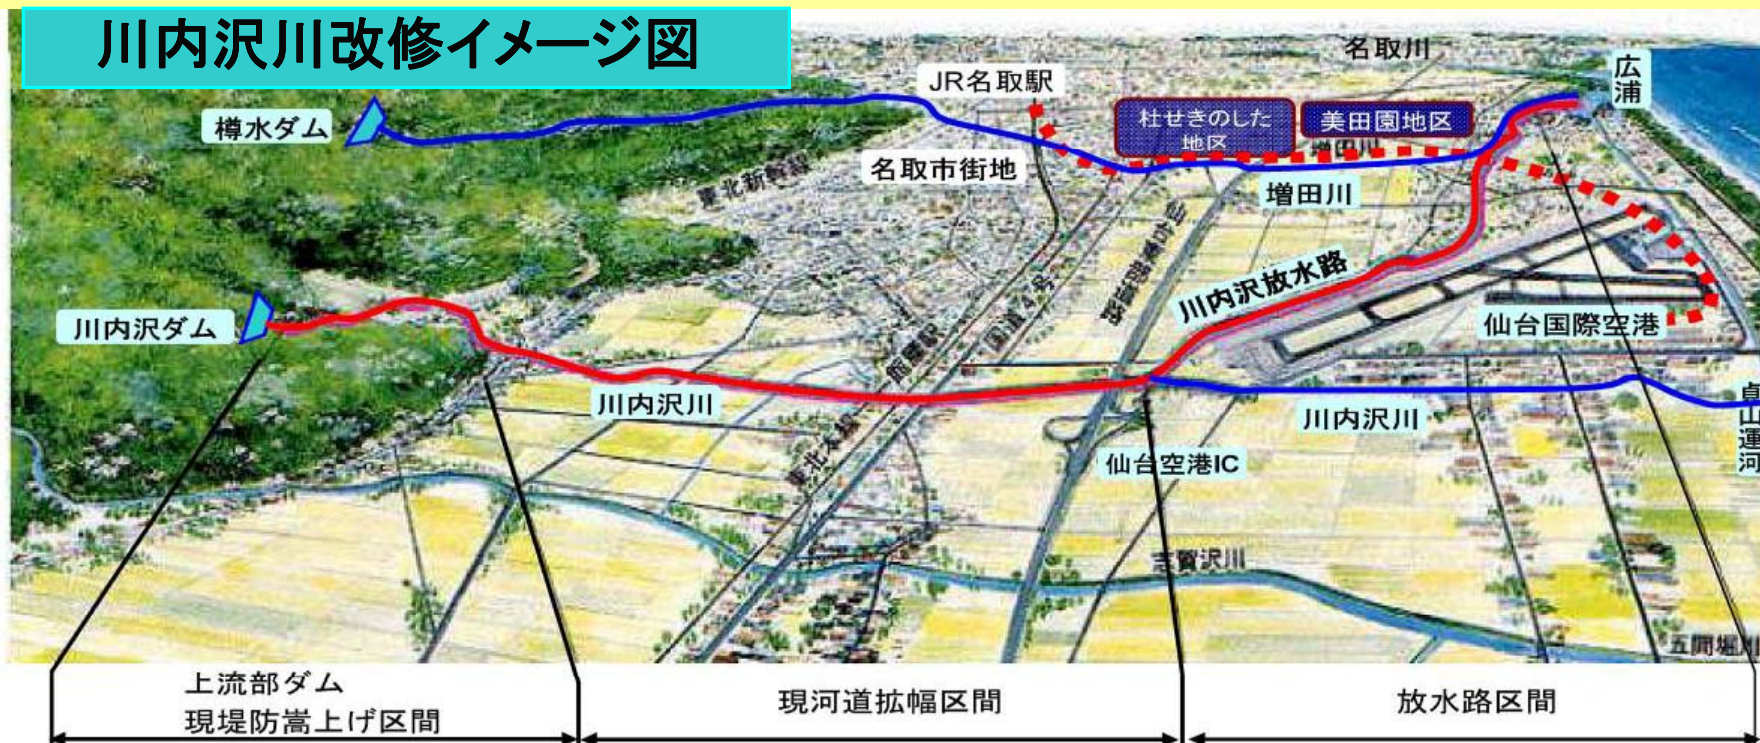 川内沢川改修イメージ図
名取川
広浦
JR名取駅
樽水ダム
杜せきのした
地区
美田園地区
増田川
名取市街地
東北新幹線
増田川
川内沢放水路
川内沢ダム
国道4号
館腰駅
仙台国際空港
川内沢川
川内沢川
貞山運河
東北本線
仙台空港IC
志賀沢川
五間堀川
上流部ダム
現堤防嵩上げ区間
現河道拡幅区間
放水路区間